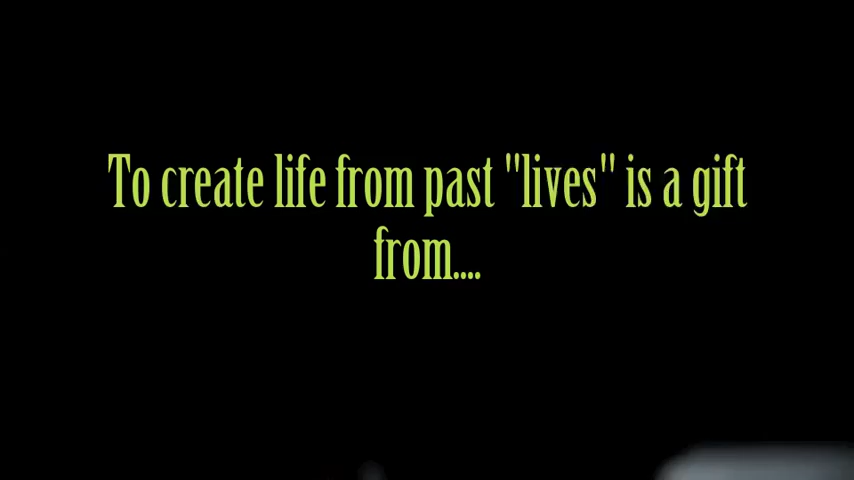 To create life from past "lives" is a gift
from....